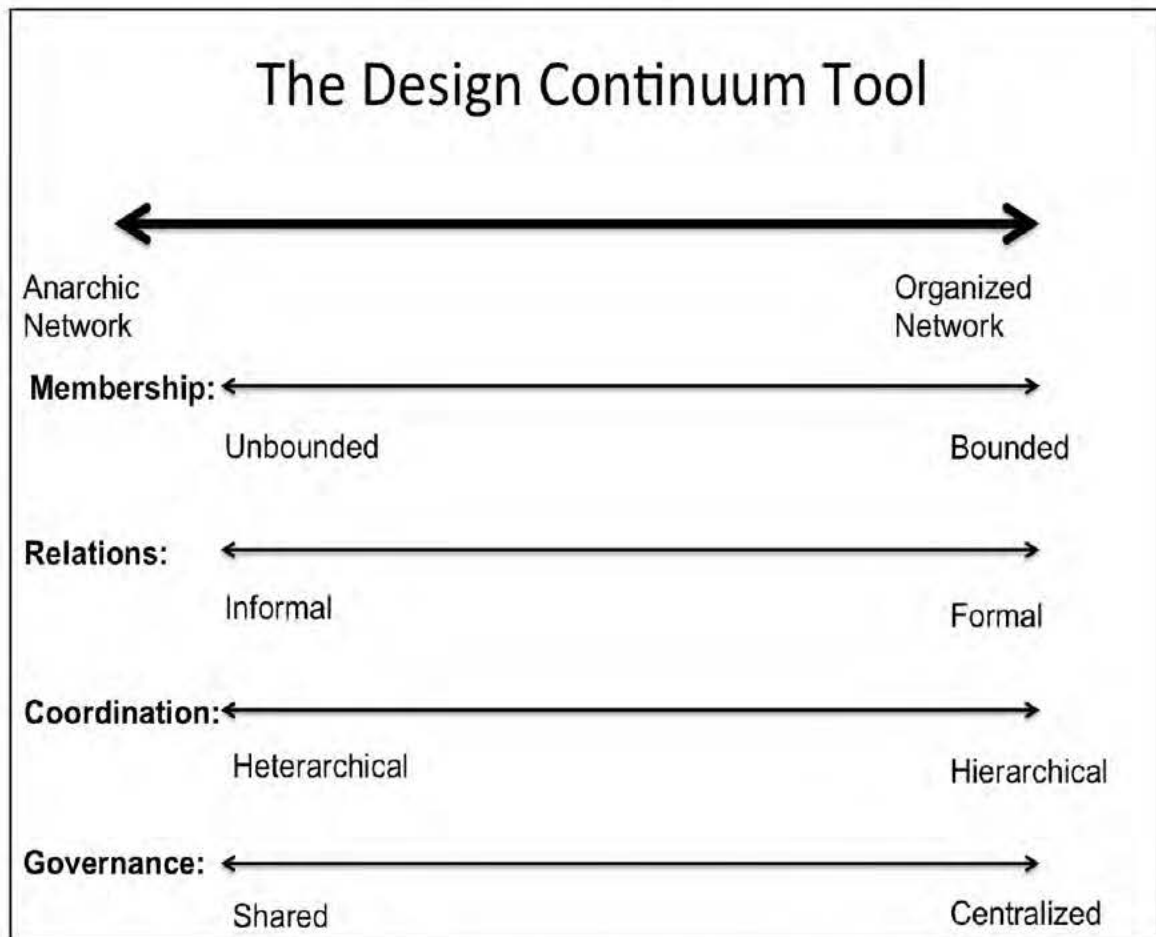 The Design Continuum Tool
Anarchic
Network
Organized
Network
Membership:
Unbounded
Bounded
Relations:
Informal
Formal
Coordination:
Heterarchical
Hierarchical
Governance:
Shared
Centralized